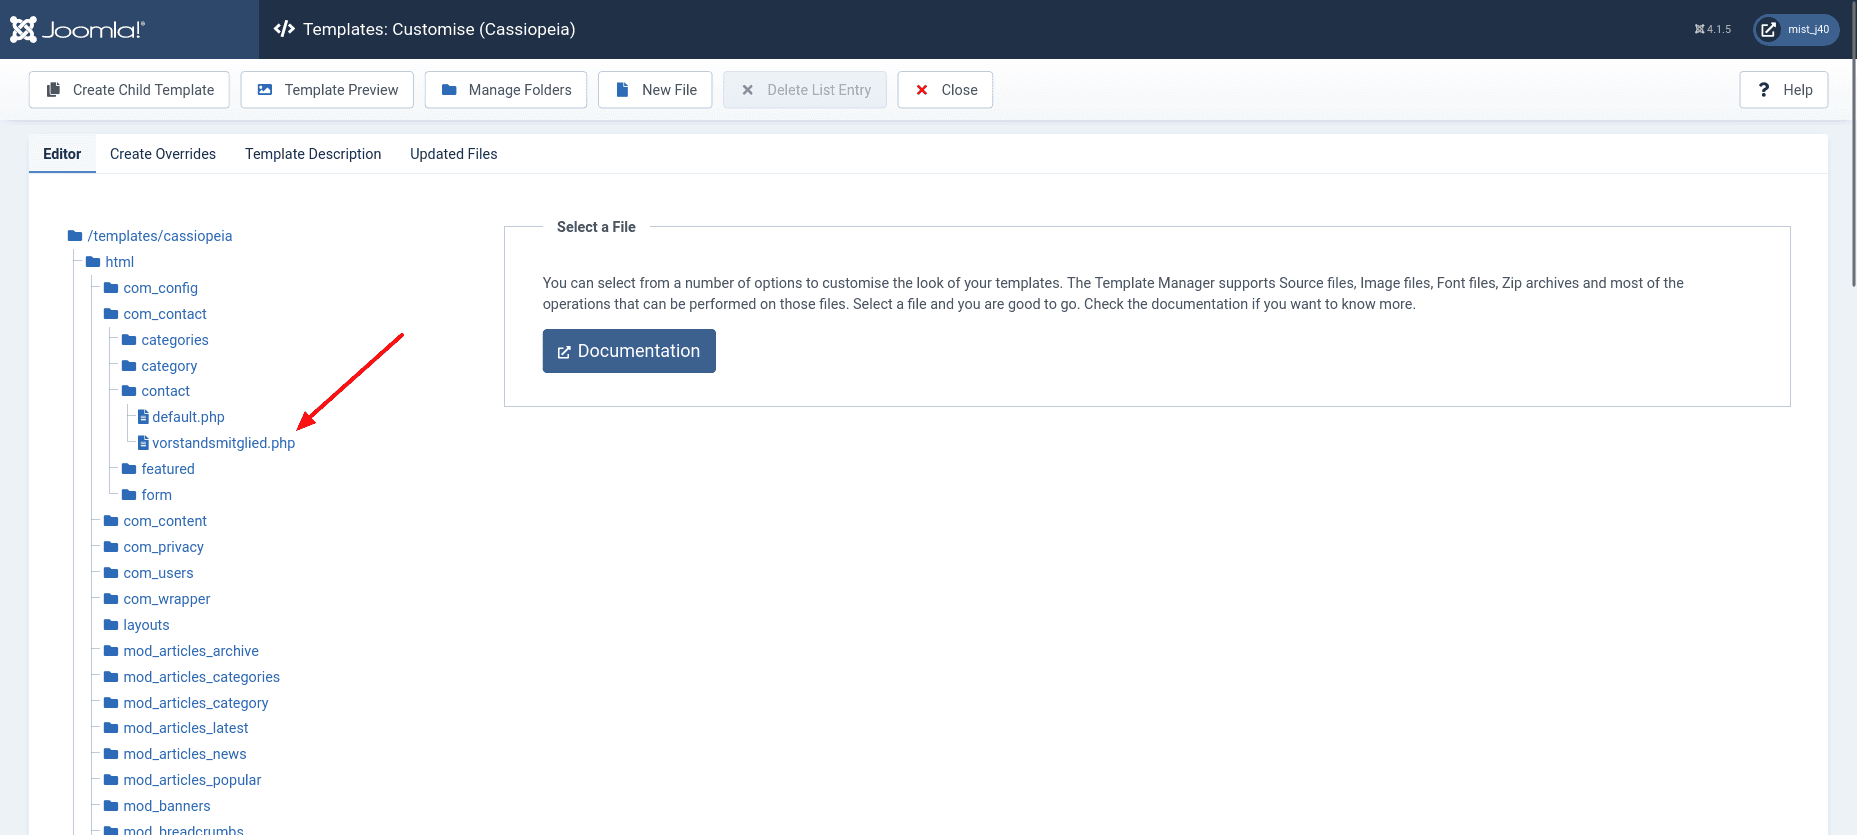 Joomla!
Templates: Customise (Cassiopeia)
4.1.5
mist_j40
Create Child Template
Template Preview
Manage Folders
New File
Delete List Entry
Close
? Help
Editor
Create Overrides
Template Description
Updated Files
/templates/cassiopeia
html
com_config
com_contact
categories
category
contact
default.php
vorstandsmitglied.php
featured
form
com_content
com_privacy
com_users
com_wrapper
layouts
mod_articles_archive
mod_articles_categories
mod_articles_category
mod_articles_latest
mod_articles_news
mod_articles_popular
mod_banners
mod_breadcrumbs
Select a File
You can select from a number of options to customise the look of your templates. The Template Manager supports Source files, Image files, Font files, Zip archives and most of the
operations that can be performed on those files. Select a file and you are good to go. Check the documentation if you want to know more.
Documentation